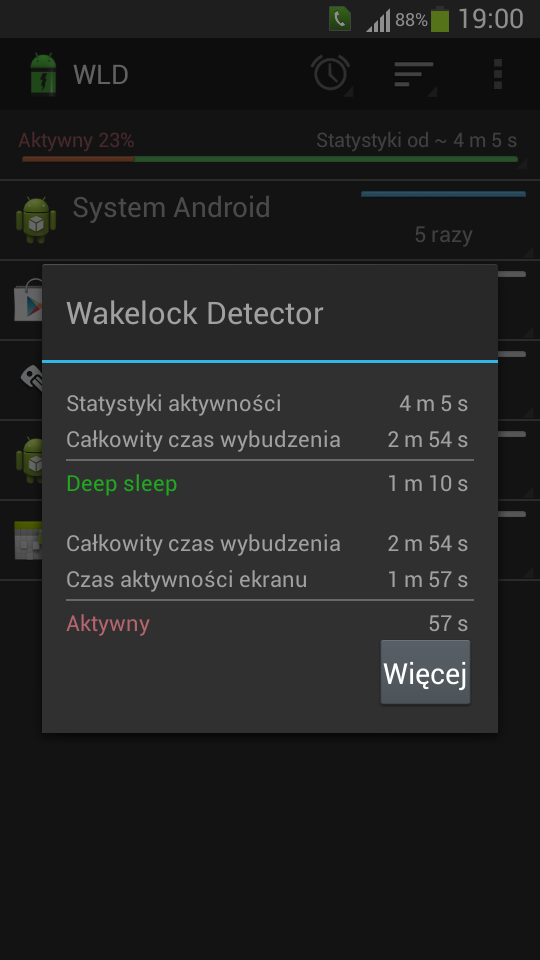 88% 19:00
WLD
Aktywny 23% Statystyki od ~ 4 m 5 s
System Android
5 razy
Wakelock Detector
Statystyki aktywności 4 m 5 s
Całkowity czas wybudzenia 2 m 54 s
Deep sleep 1 m 10 s
Całkowity czas wybudzenia 2 m 54 s
Czas aktywności ekranu 1 m 57 s
Aktywny 57 s
Więcej